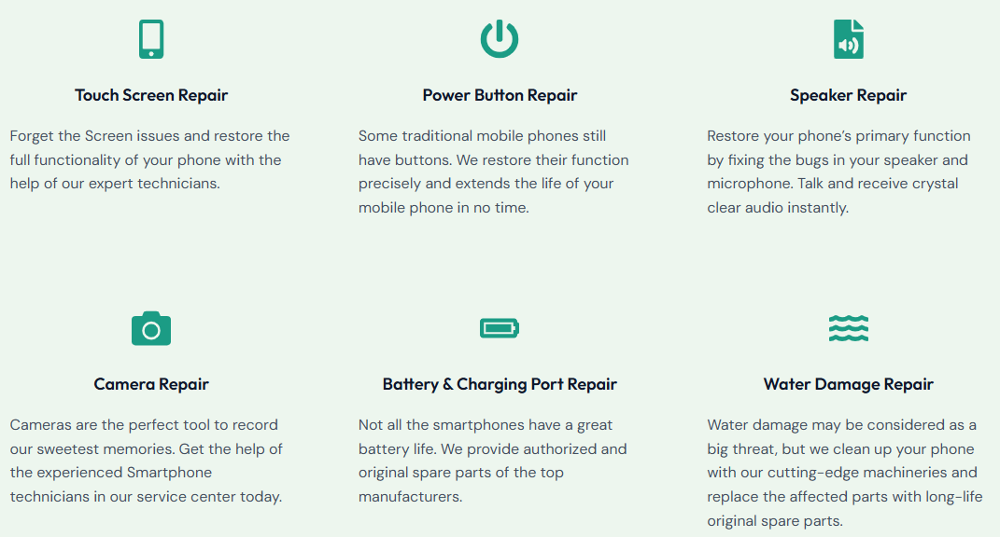 Touch Screen Repair
Forget the Screen issues and restore the
full functionality of your phone with the
help of our expert technicians.
Power Button Repair
Some traditional mobile phones still
have buttons. We restore their function
precisely and extends the life of your
mobile phone in no time.
Speaker Repair
Restore your phone’s primary function
by fixing the bugs in your speaker and
microphone. Talk and receive crystal
clear audio instantly.
Camera Repair
Cameras are the perfect tool to record
our sweetest memories. Get the help of
the experienced Smartphone
technicians in our service center today.
Battery & Charging Port Repair
Not all the smartphones have a great
battery life. We provide authorized and
original spare parts of the top
manufacturers.
Water Damage Repair
Water damage may be considered as a
big threat, but we clean up your phone
with our cutting-edge machineries and
replace the affected parts with long-life
original spare parts.